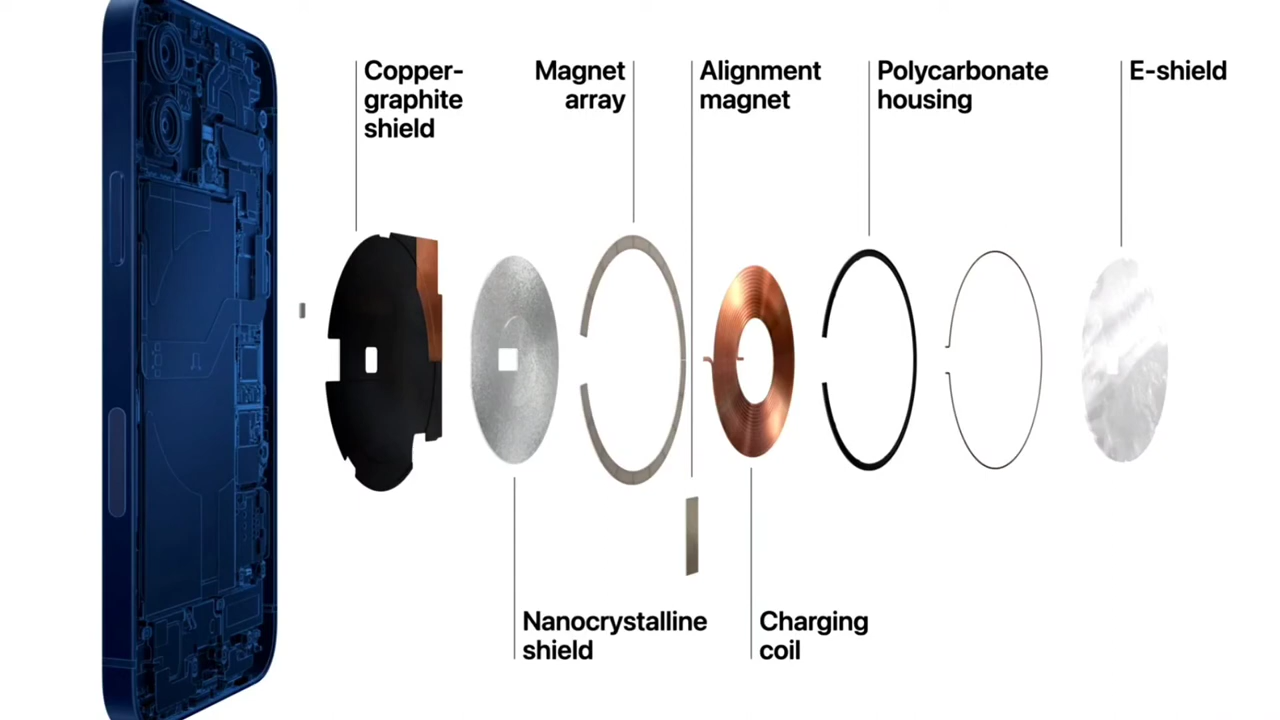 Copper-
graphite
shield
Magnet
array
Alignment
magnet
Polycarbonate
housing
E-shield
Nanocrystalline
shield
Charging
coil